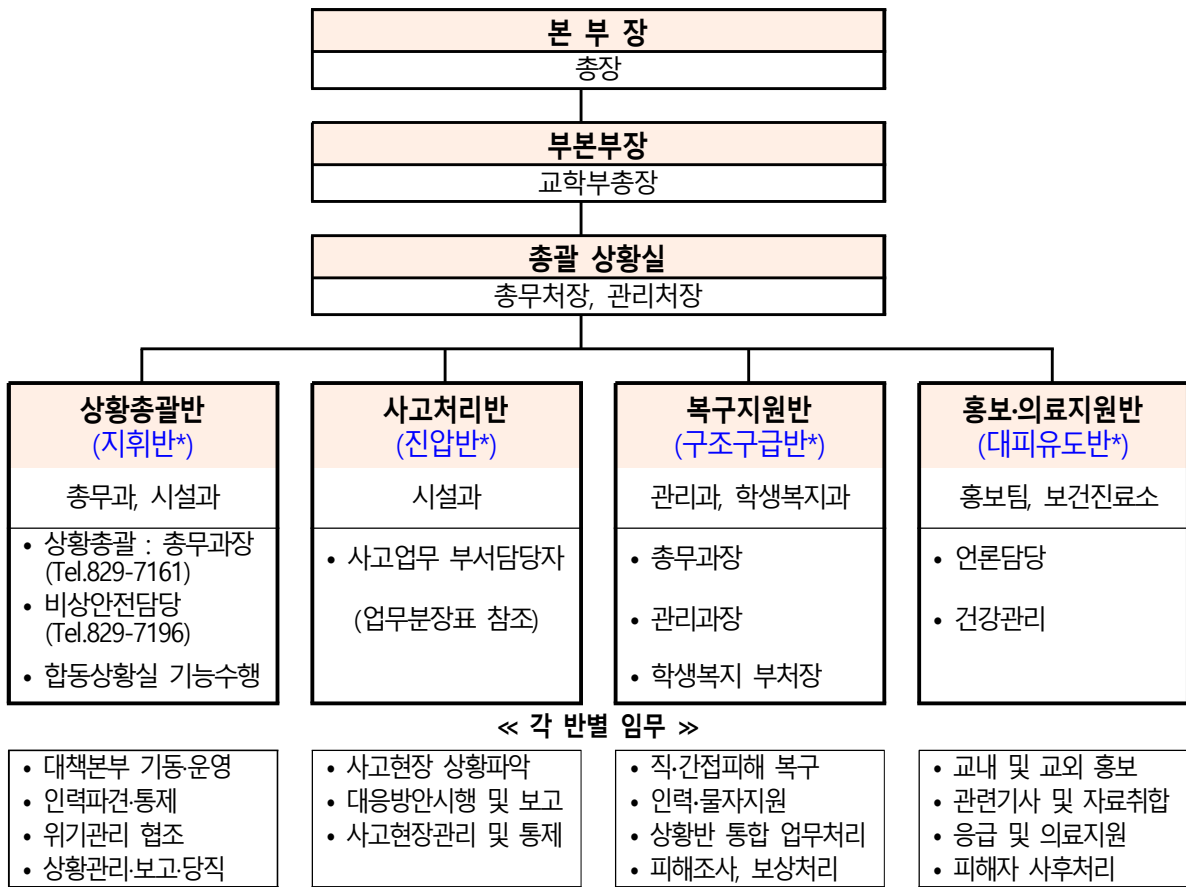 본 부 장
총장
부본부장
교학부총장
총괄 상황실
총무처장, 관리처장
상황총괄반
(지휘반*)
총무과, 시설과
• 상황총괄 : 총무과장
(Tel.829-7161)
• 비상안전담당
(Tel.829-7196)
• 합동상황실 기능수행
사고처리반
(진압반*)
시설과
• 사고업무 부서담당자
(업무분장표 참조)
복구지원반
(구조구급반*)
관리과, 학생복지과
• 총무과장
• 관리과장
• 학생복지 부처장
홍보·의료지원반
(대피유도반*)
홍보팀, 보건진료소
• 언론담당
• 건강관리
≪ 각 반별 임무 ≫
• 대책본부 기동·운영
• 인력파견·통제
• 위기관리 협조
• 상황관리·보고·당직
• 사고현장 상황파악
• 대응방안시행 및 보고
• 사고현장관리 및 통제
• 직·간접피해 복구
• 인력·물자지원
• 상황반 통합 업무처리
• 피해조사, 보상처리
• 교내 및 교외 홍보
• 관련기사 및 자료취합
• 응급 및 의료지원
• 피해자 사후처리